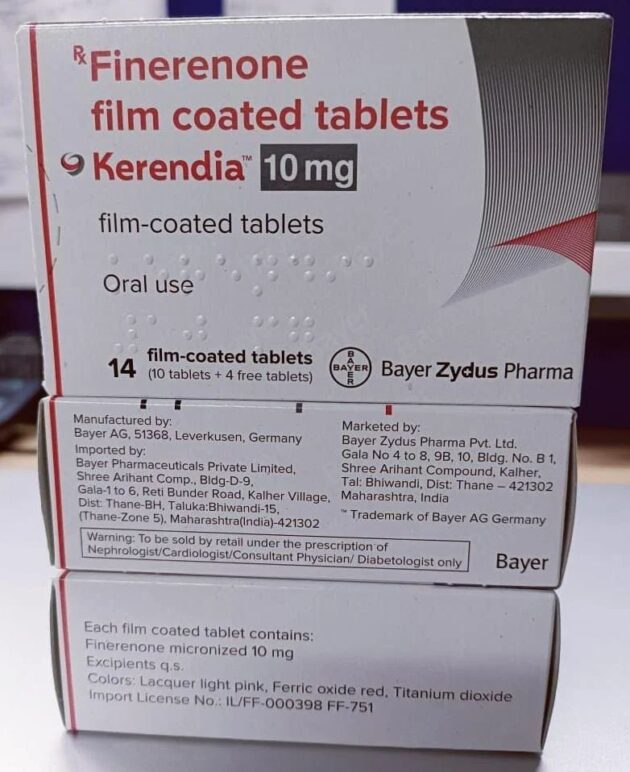 Rx Finerenone
film coated tablets
Kerendia™ 10 mg
film-coated tablets
Oral use
14 film-coated tablets
(10 tablets + 4 free tablets)
BAYER
BAYER
Bayer Zydus Pharma
Manufactured by:
Bayer AG, 51368, Leverkusen, Germany
Imported by:
Bayer Pharmaceuticals Private Limited,
Shree Arihant Comp., Bldg-D-9,
Gala-1 to 6, Reti Bunder Road, Kalher Village,
Dist: Thane-BH, Taluka:Bhiwandi-15,
(Thane-Zone 5), Maharashtra(India)-421302
Marketed by:
Bayer Zydus Pharma Pvt. Ltd.
Gala No 4 to 8, 9B, 10, Bldg. No. B 1,
Shree Arihant Compound, Kalher,
Tal: Bhiwandi, Dist: Thane – 421302
Maharashtra, India
™ Trademark of Bayer AG Germany
Warning: To be sold by retail under the prescription of
Nephrologist/Cardiologist/Consultant Physician/ Diabetologist only
Bayer
Each film coated tablet contains:
Finerenone micronized 10 mg
Excipients q.s.
Colors: Lacquer light pink, Ferric oxide red, Titanium dioxide
Import License No.: IL/FF-000398 FF-751